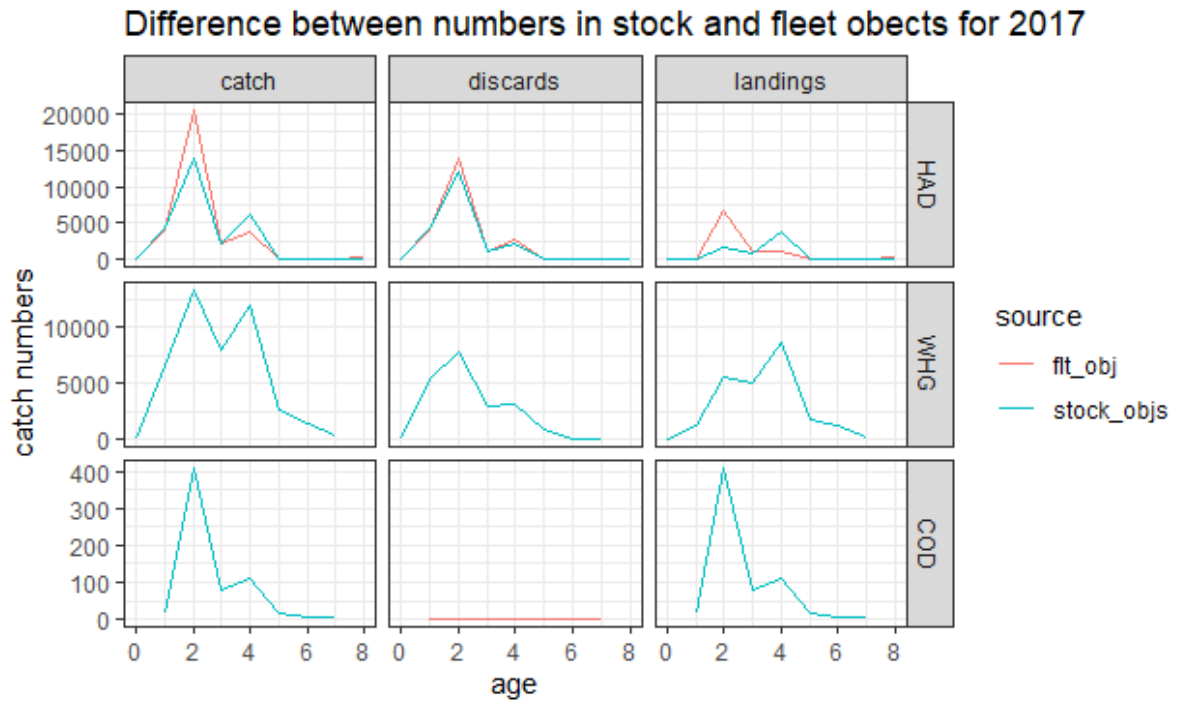 Difference between numbers in stock and fleet obects for 2017
catch discards landings
20000
15000
10000
5000
0
HAD
10000
5000
0
WHG
400
300
200
100
0
COD
0 2 4 6 8 0 2 4 6 8 0 2 4 6 8
age
catch numbers
source
flt_obj
stock_objs